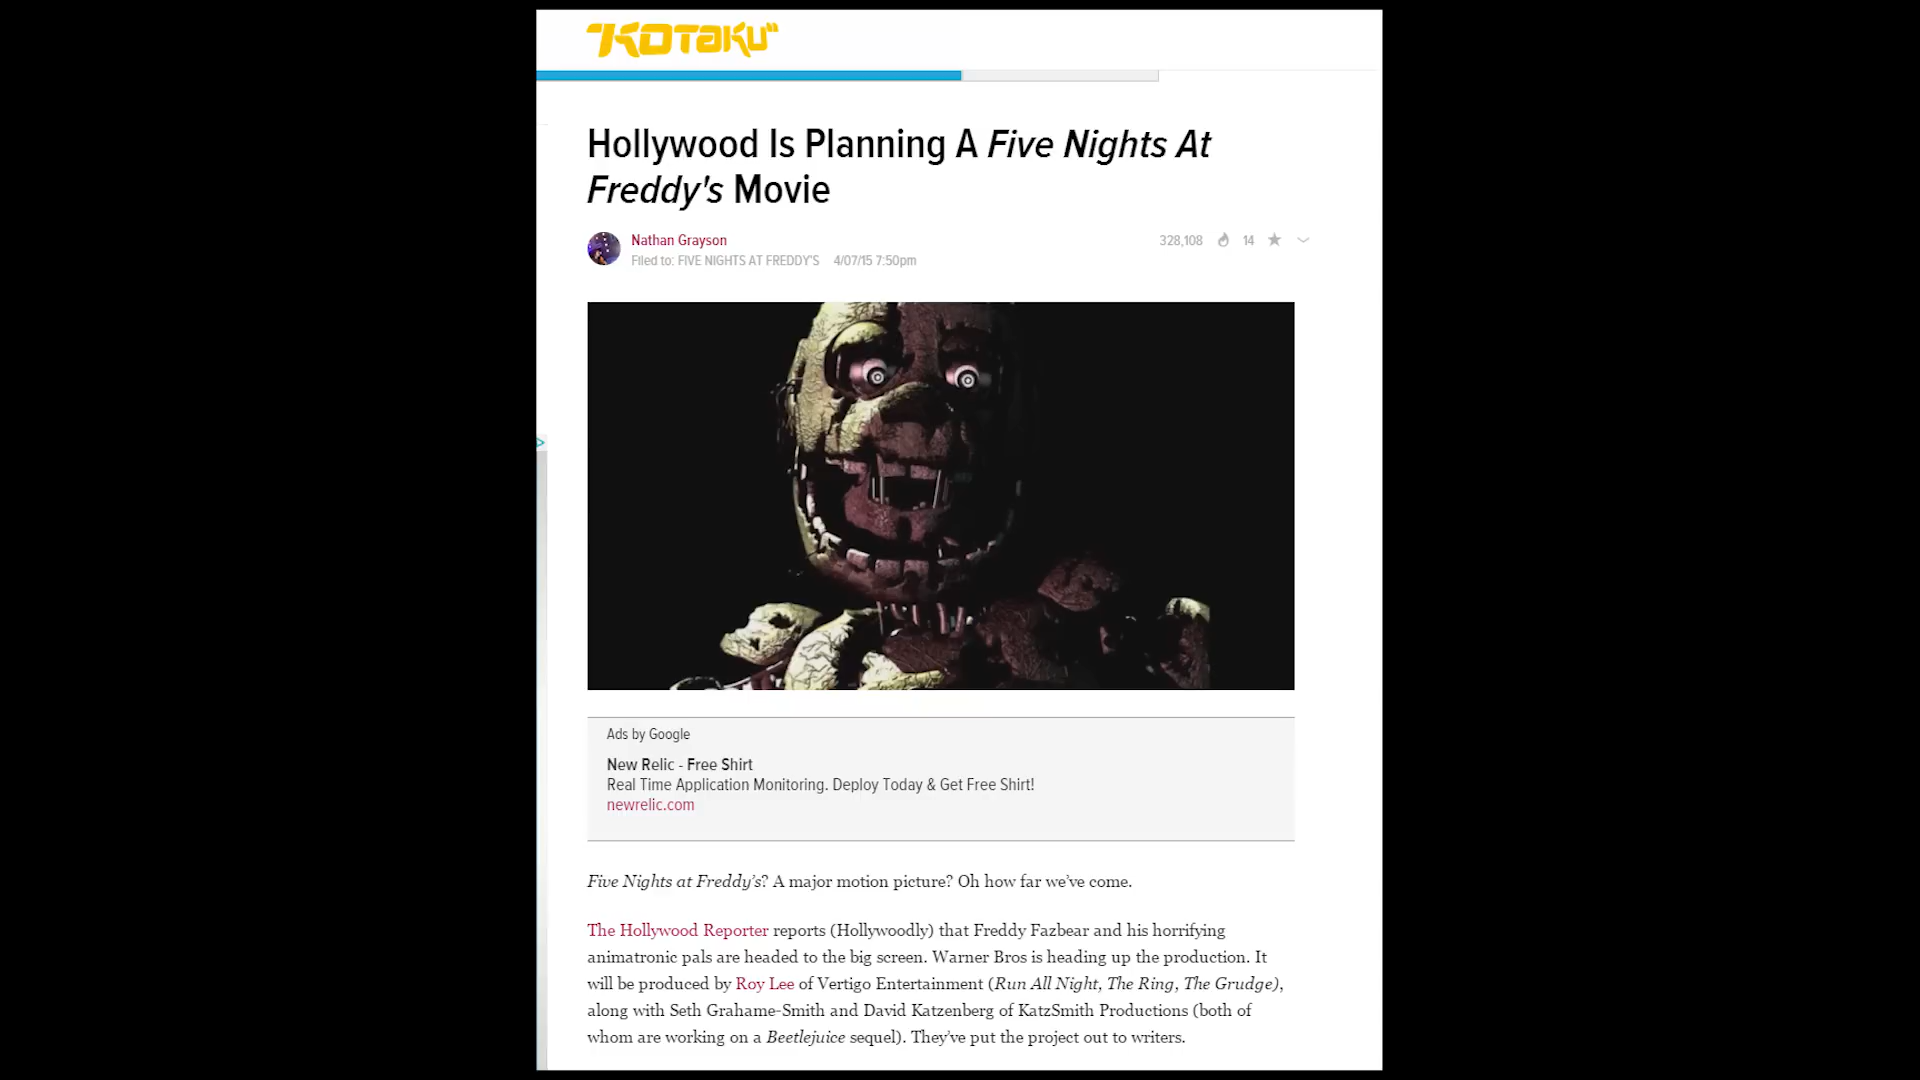 KOTAKU
Hollywood Is Planning A Five Nights At
Freddy's Movie
Nathan Grayson
328,108 14
Filed to: FIVE NIGHTS AT FREDDY'S 4/07/15 7:50pm
Ads by Google
New Relic - Free Shirt
Real Time Application Monitoring. Deploy Today & Get Free Shirt!
newrelic.com
Five Nights at Freddy's? A major motion picture? Oh how far we've come.
The Hollywood Reporter reports (Hollywoodly) that Freddy Fazbear and his horrifying
animatronic pals are headed to the big screen. Warner Bros is heading up the production. It
will be produced by Roy Lee of Vertigo Entertainment (Run All Night, The Ring, The Grudge),
along with Seth Grahame-Smith and David Katzenberg of KatzSmith Productions (both of
whom are working on a Beetlejuice sequel). They've put the project out to writers.